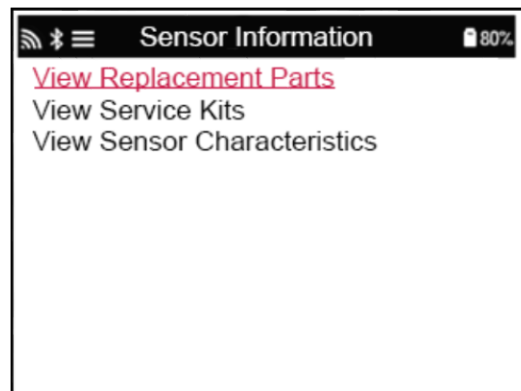 Sensor Information 80%
View Replacement Parts
View Service Kits
View Sensor Characteristics